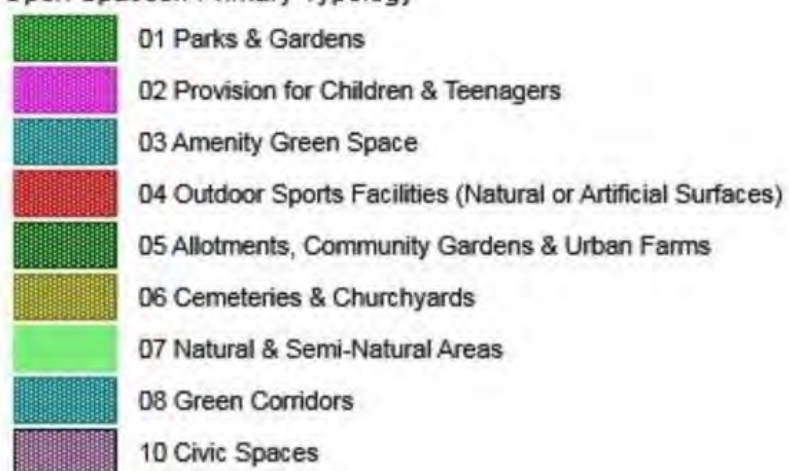 01 Parks & Gardens
02 Provision for Children & Teenagers
03 Amenity Green Space
04 Outdoor Sports Facilities (Natural or Artificial Surfaces)
05 Allotments, Community Gardens & Urban Farms
06 Cemeteries & Churchyards
07 Natural & Semi-Natural Areas
08 Green Corridors
10 Civic Spaces